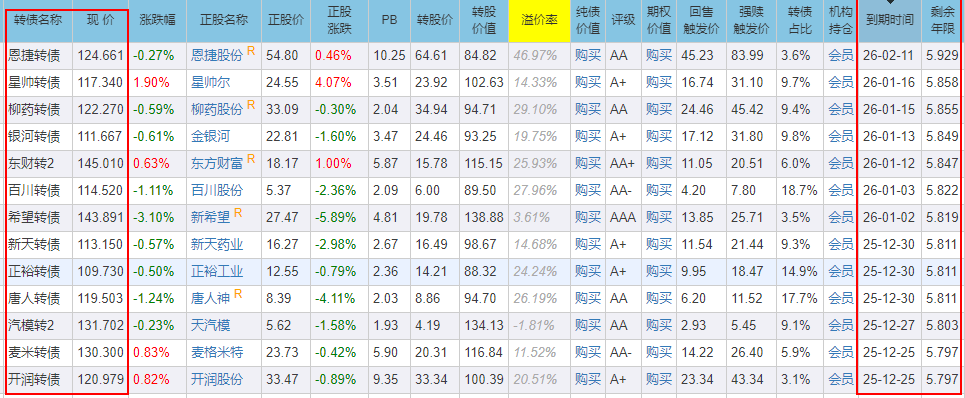 转债名称 现 价 涨跌幅 正股名称 正股价 正股涨跌 PB 转股价 转股价值 溢价率 纯债价值 评级 期权价值 回售触发价 强赎触发价 转债占比 机构持仓 到期时间 剩余年限
恩捷转债 124.661 -0.27% 恩捷股份 R 54.80 0.46% 10.25 64.61 84.82 46.97% 购买 AA 购买 45.23 83.99 3.6% 会员 26-02-11 5.929
星帅转债 117.340 1.90% 星帅尔 24.55 4.07% 3.51 23.92 102.63 14.33% 购买 A+ 购买 16.74 31.10 9.7% 会员 26-01-16 5.858
柳药转债 122.270 -0.59% 柳药股份 R 33.09 -0.30% 2.04 34.94 94.71 29.10% 购买 AA 购买 24.46 45.42 9.4% 会员 26-01-15 5.855
银河转债 111.667 -0.61% 金银河 22.81 -1.60% 3.47 24.46 93.25 19.75% 购买 A+ 购买 17.12 31.80 9.8% 会员 26-01-13 5.849
东财转2 145.010 0.63% 东方财富 R 18.17 1.00% 5.87 15.78 115.15 25.93% 购买 AA+ 购买 11.05 20.51 6.0% 会员 26-01-12 5.847
百川转债 114.520 -1.11% 百川股份 5.37 -2.36% 2.09 6.00 89.50 27.96% 购买 AA- 购买 4.20 7.80 18.7% 会员 26-01-03 5.822
希望转债 143.891 -3.10% 新希望 R 27.47 -5.89% 4.81 19.78 138.88 3.61% 购买 AAA 购买 13.85 25.71 3.5% 会员 26-01-02 5.819
新天转债 113.150 -0.57% 新天药业 16.27 -2.98% 2.67 16.49 98.67 14.68% 购买 A+ 购买 11.54 21.44 9.3% 会员 25-12-30 5.811
正裕转债 109.730 -0.50% 正裕工业 12.55 -0.79% 2.36 14.21 88.32 24.24% 购买 A+ 购买 9.95 18.47 14.9% 会员 25-12-30 5.811
唐人转债 119.503 -1.24% 唐人神 R 8.39 -4.11% 2.03 8.86 94.70 26.19% 购买 AA 购买 6.20 11.52 17.7% 会员 25-12-30 5.811
汽模转2 131.702 -0.23% 天汽模 5.62 -1.58% 1.93 4.19 134.13 -1.81% 购买 AA 购买 2.93 5.45 9.1% 会员 25-12-27 5.803
麦米转债 130.300 0.83% 麦格米特 23.73 -0.42% 5.90 20.31 116.84 11.52% 购买 AA- 购买 14.22 26.40 5.9% 会员 25-12-25 5.797
开润转债 120.979 0.82% 开润股份 33.47 -0.89% 9.35 33.34 100.39 20.51% 购买 A+ 购买 23.34 43.34 3.1% 会员 25-12-25 5.797